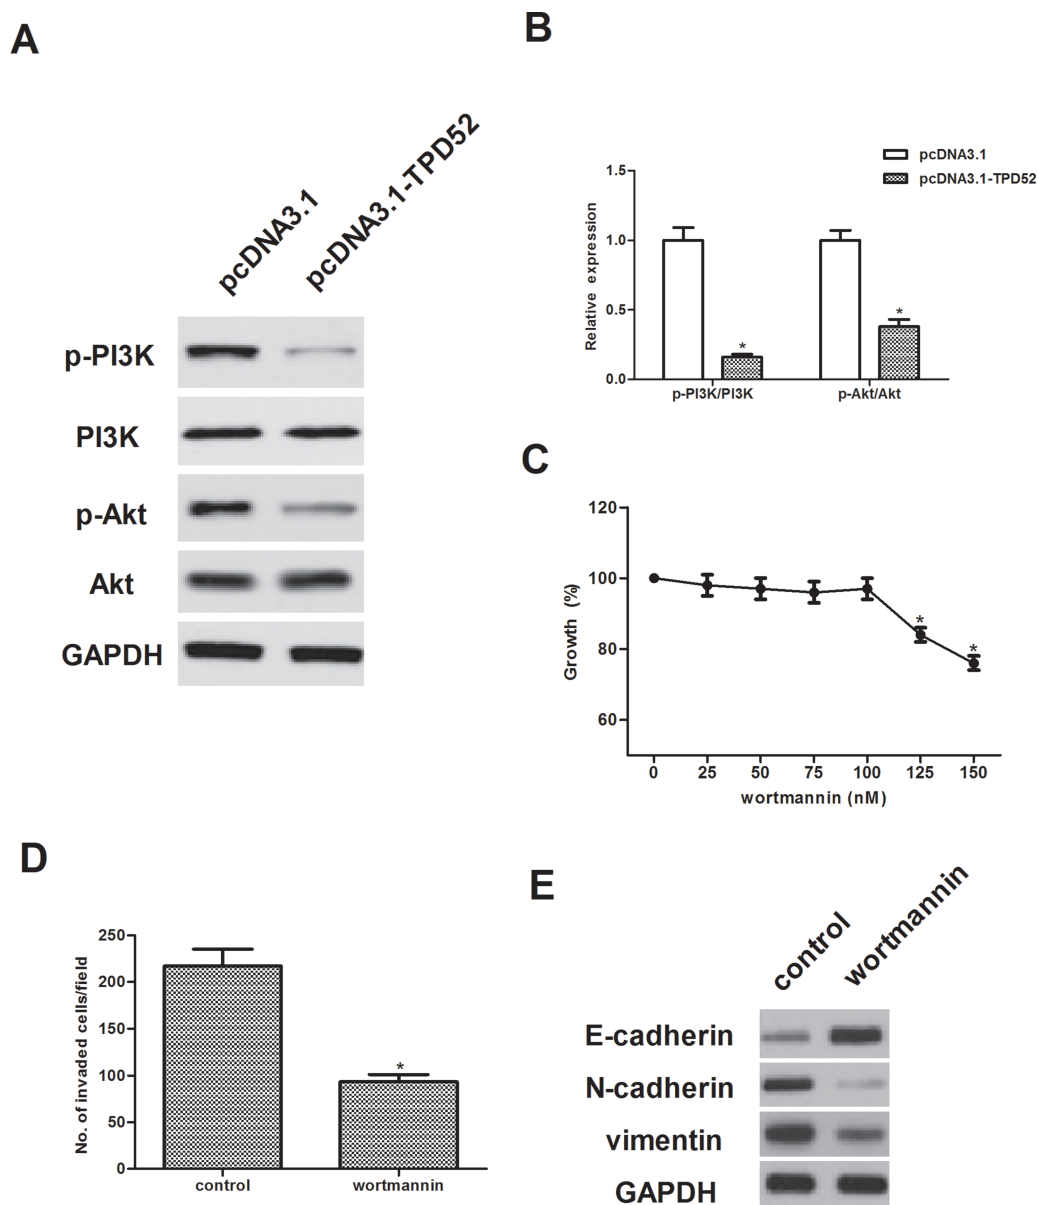 A
pcDNA3.1
pcDNA3.1-TPD52
p-PI3K
PI3K
p-Akt
Akt
GAPDH
B
pcDNA3.1
pcDNA3.1-TPD52
Relative expression
1.5
1.0
0.5
0.0
*
*
p-PI3K/PI3K
p-Akt/Akt
C
Growth (%)
120
100
80
60
*
*
0 25 50 75 100 125 150
wortmannin (nM)
D
No. of invaded cells/field
250
200
150
100
50
0
*
control
wortmannin
E
control
wortmannin
E-cadherin
N-cadherin
vimentin
GAPDH